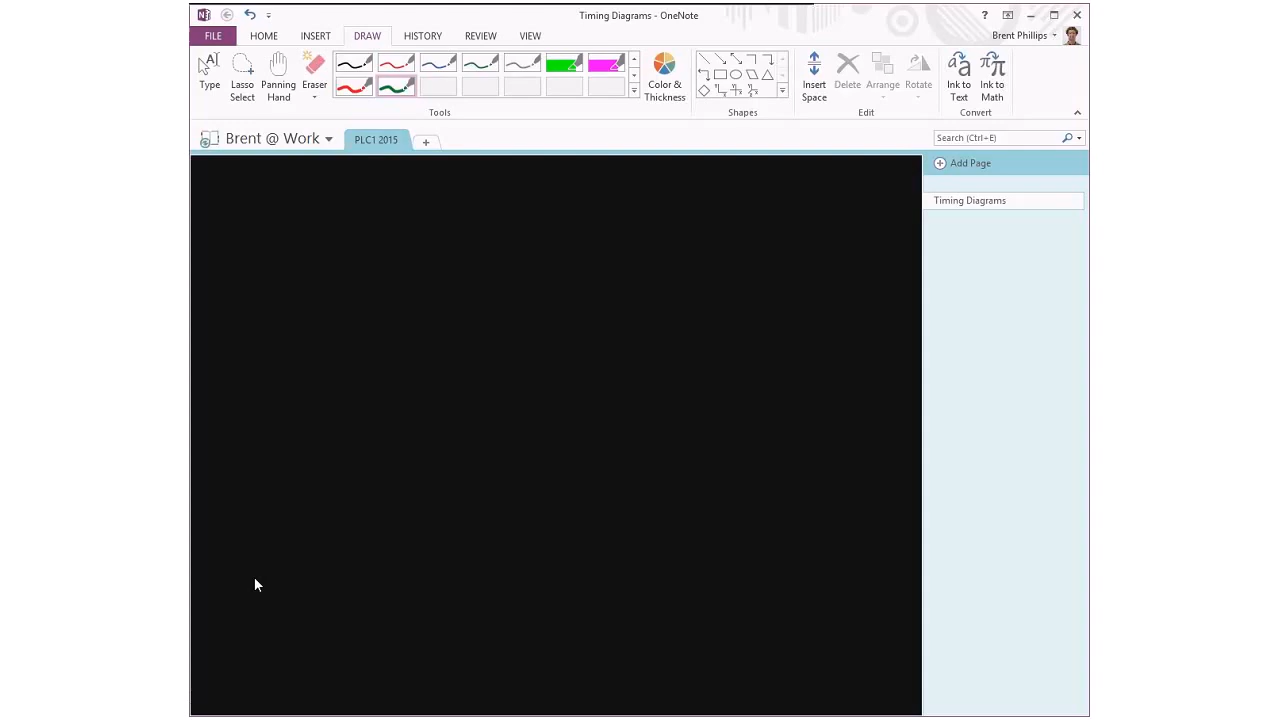 Timing Diagrams - OneNote
?
Brent Phillips
FILE HOME INSERT DRAW HISTORY REVIEW VIEW
Type
Lasso Select
Panning Hand
Eraser
Color & Thickness
Insert Space
Delete
Arrange
Rotate
Ink to Text
Ink to Math
Tools
Shapes
Edit
Convert
Brent @ Work
PLC1 2015
Search (Ctrl+E)
Add Page
Timing Diagrams